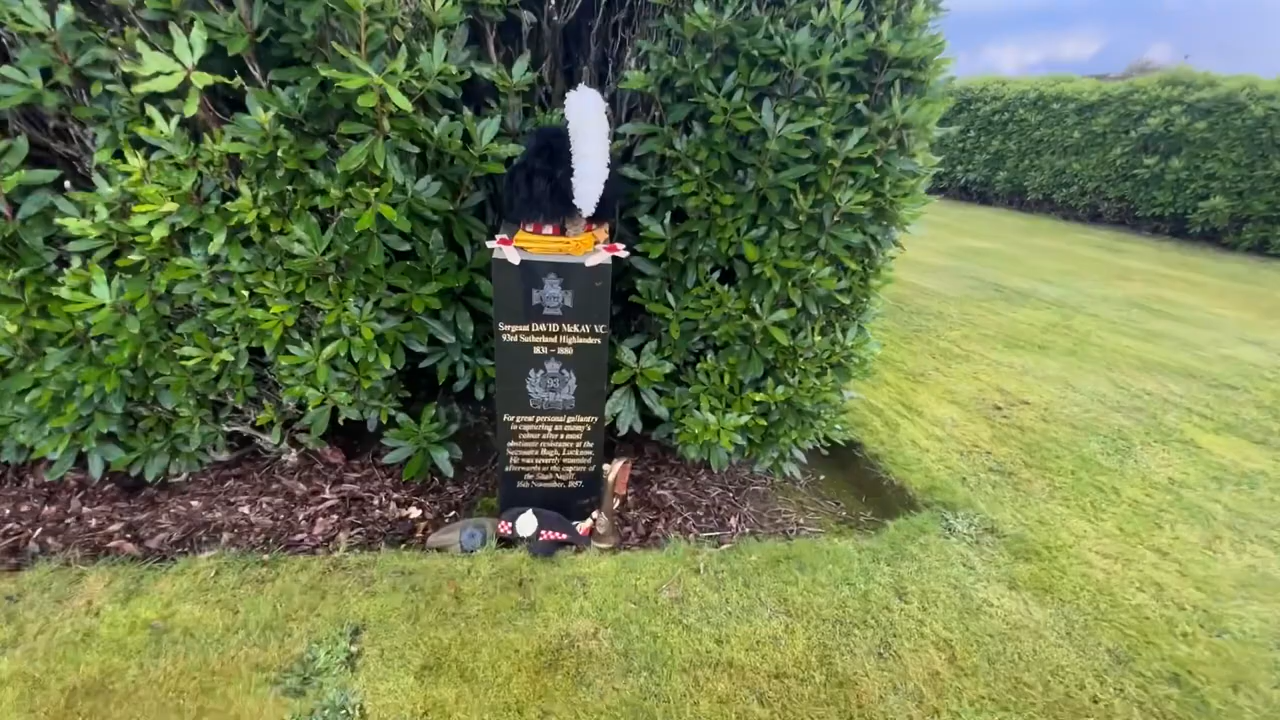 Sergeant DAVID McKAY V.C.
93rd Sutherland Highlanders
1831 – 1880
93
For great personal gallantry
in capturing an enemy's
colour after a most
obstinate resistance at the
Secundra Bagh, Lucknow.
He was severely wounded
afterwards at the capture of
the Shah Nujiff.
16th November, 1857.